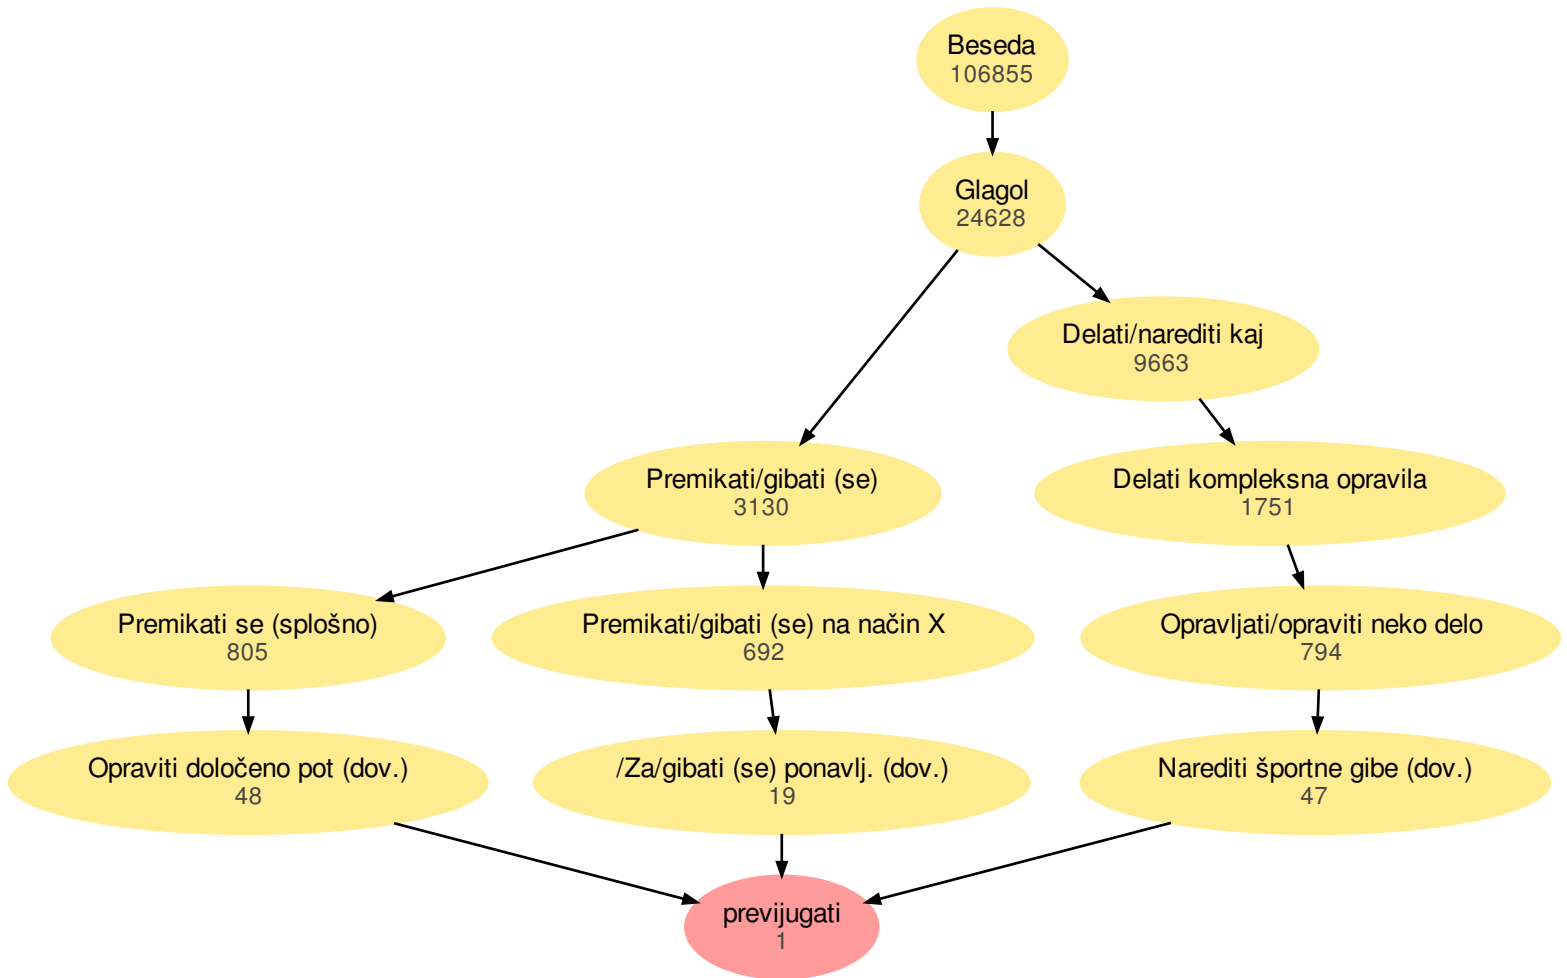 Beseda
106855
Glagol
24628
Delati/narediti kaj
9663
Premikati/gibati (se)
3130
Delati kompleksna opravila
1751
Premikati se (splošno)
805
Premikati/gibati (se) na način X
692
Opravljati/opraviti neko delo
794
Opraviti določeno pot (dov.)
48
/Za/gibati (se) ponavlj. (dov.)
19
Narediti športne gibe (dov.)
47
previjugati
1